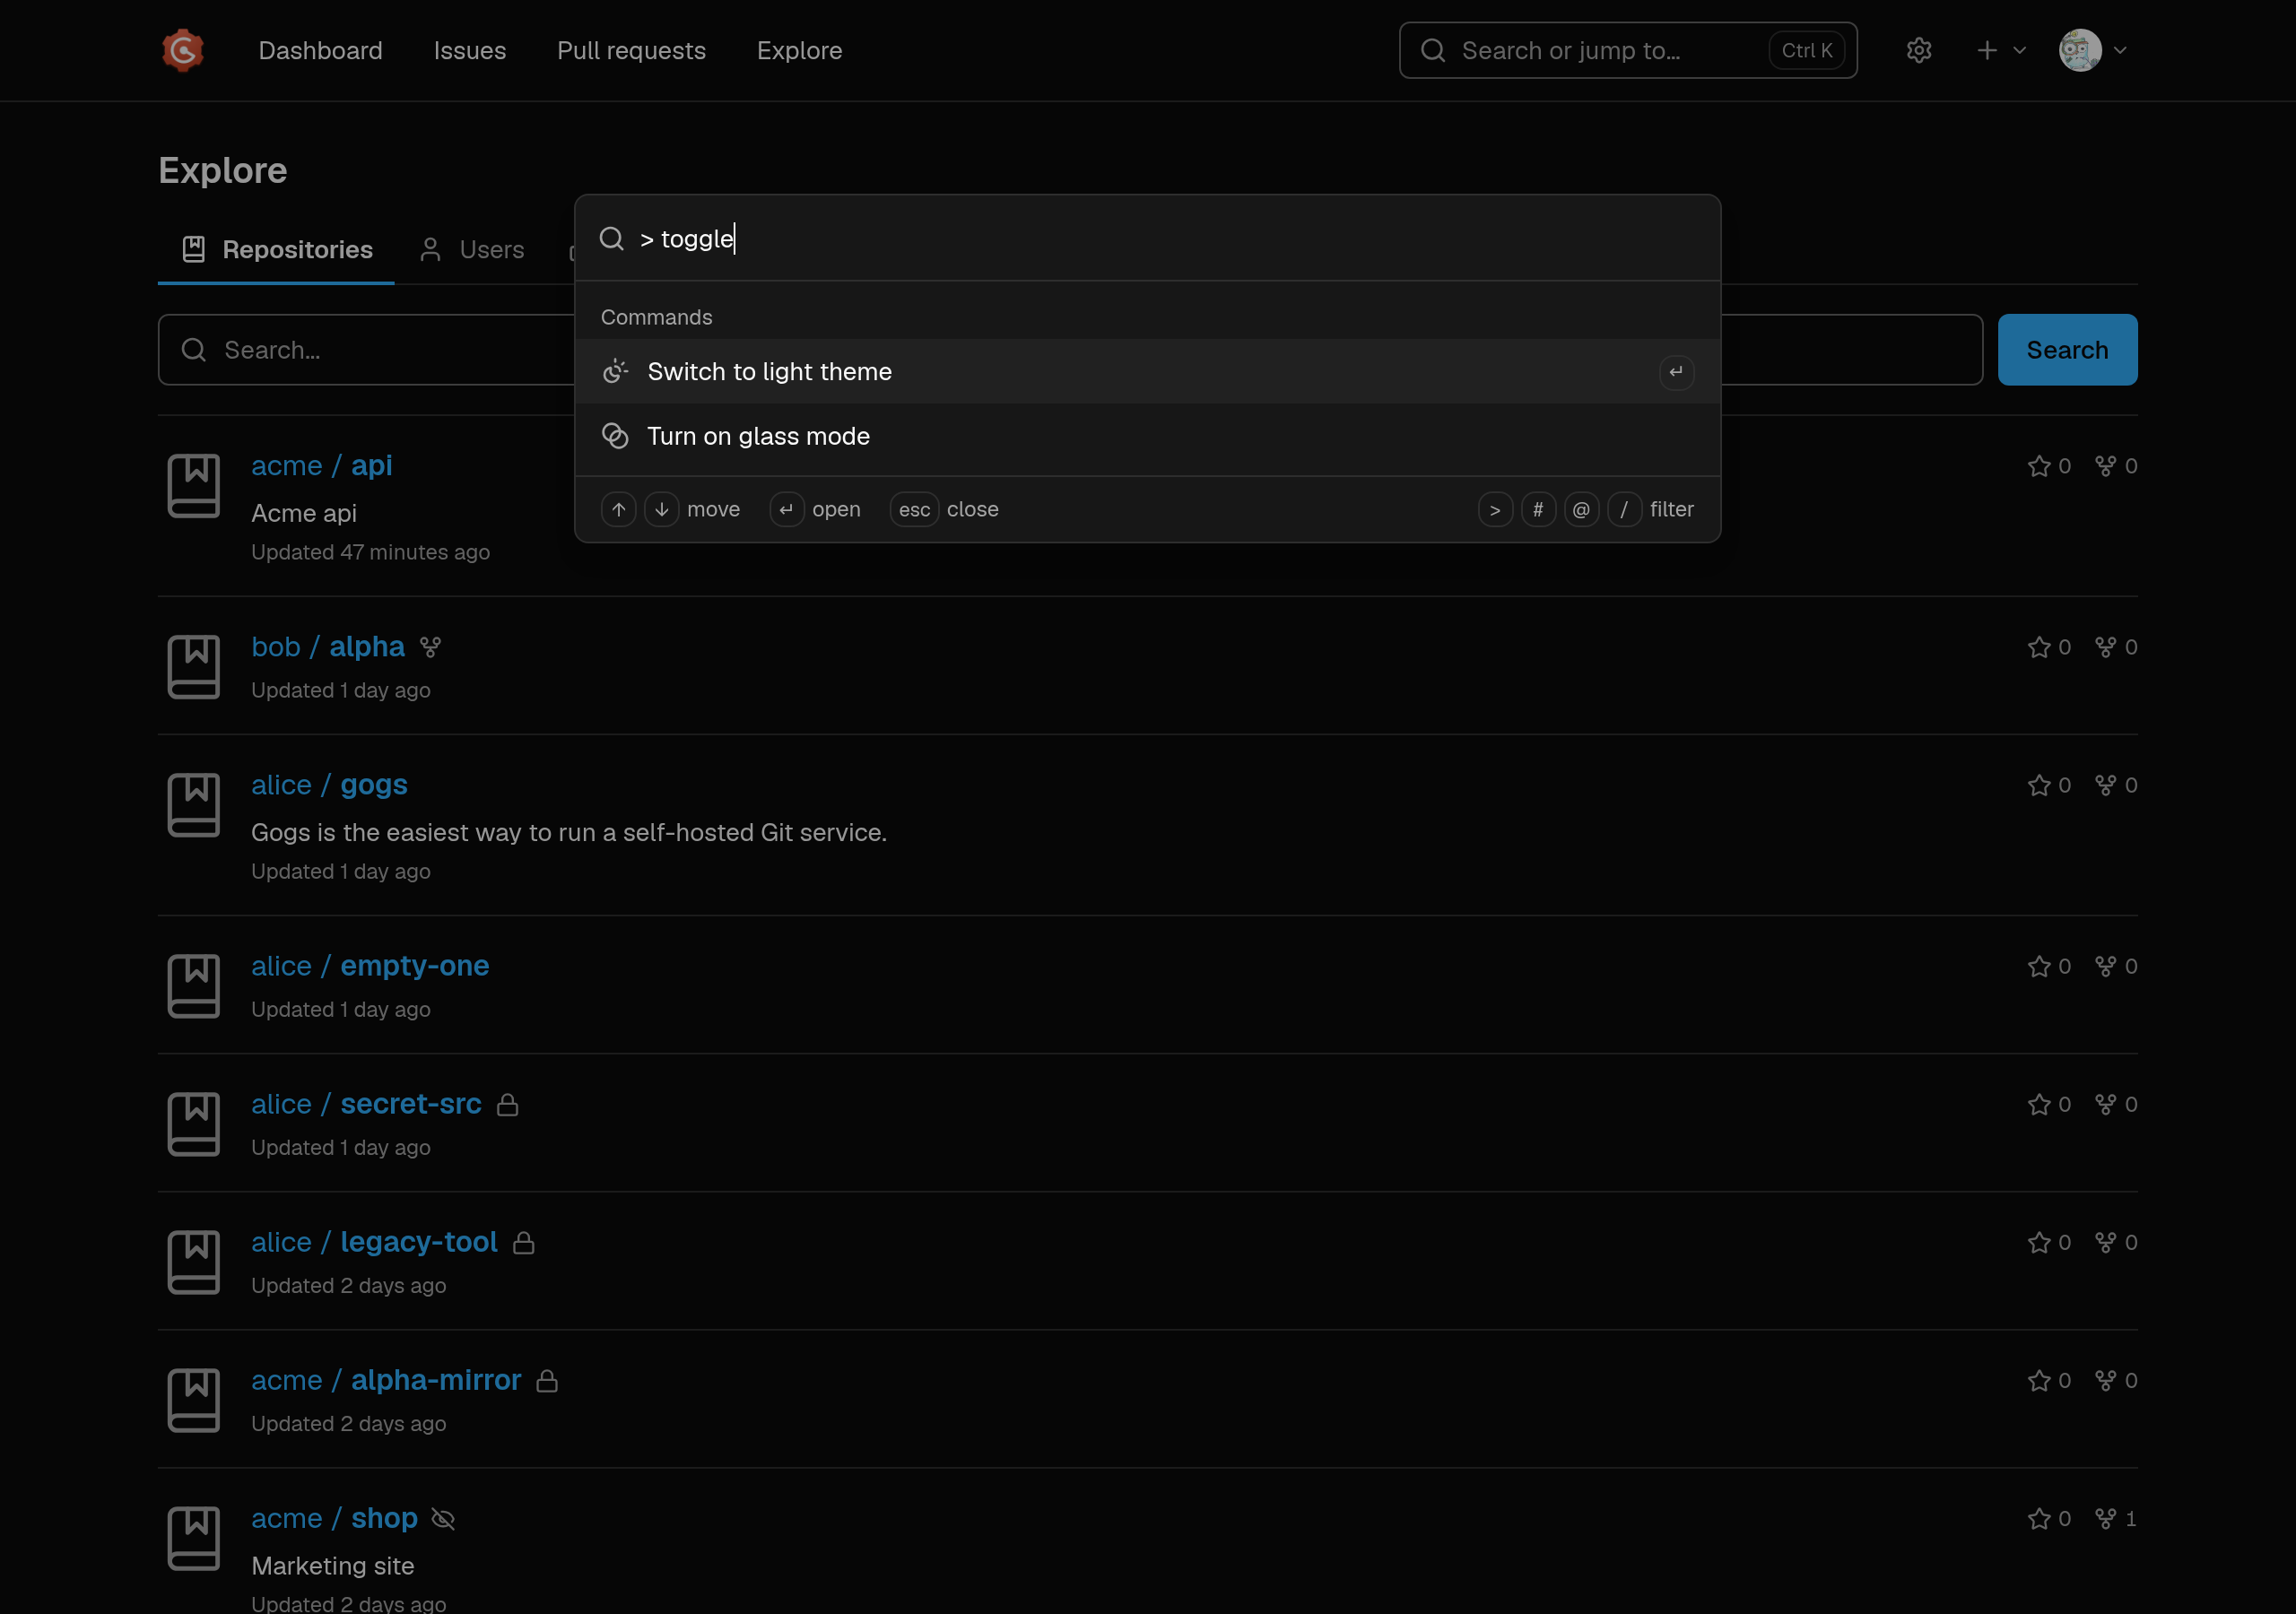 Dashboard Issues Pull requests Explore Search or jump to... Ctrl K
Explore
Repositories Users
> toggle
Commands
Search... Search
Switch to light theme ↵
Turn on glass mode
↑ ↓ move ↵ open esc close > # @ / filter
acme / api 0 0
Acme api
Updated 47 minutes ago
bob / alpha 0 0
Updated 1 day ago
alice / gogs 0 0
Gogs is the easiest way to run a self-hosted Git service.
Updated 1 day ago
alice / empty-one 0 0
Updated 1 day ago
alice / secret-src 0 0
Updated 1 day ago
alice / legacy-tool 0 0
Updated 2 days ago
acme / alpha-mirror 0 0
Updated 2 days ago
acme / shop 0 1
Marketing site
Updated 2 days ago